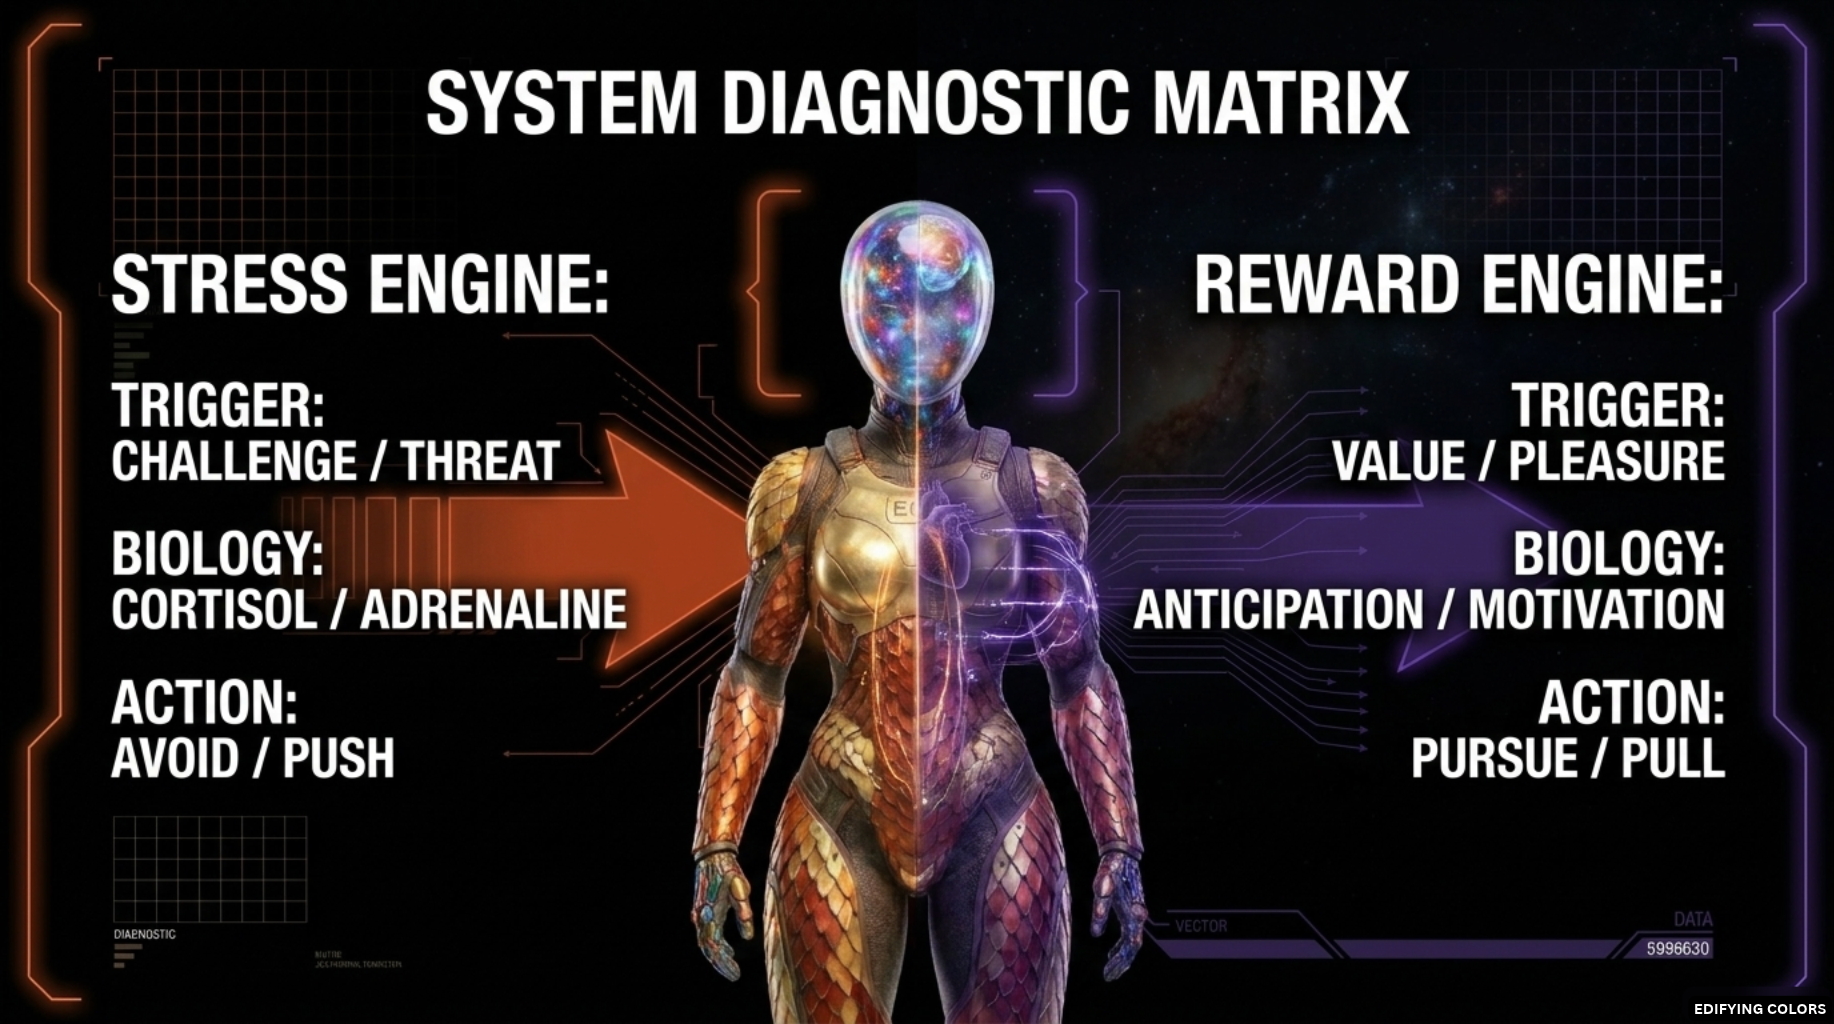 SYSTEM DIAGNOSTIC MATRIX
STRESS ENGINE:
TRIGGER:
CHALLENGE / THREAT
BIOLOGY:
CORTISOL / ADRENALINE
ACTION:
AVOID / PUSH
REWARD ENGINE:
TRIGGER:
VALUE / PLEASURE
BIOLOGY:
ANTICIPATION / MOTIVATION
ACTION:
PURSUE / PULL
VECTOR
DATA
5996630
EDIFYING COLORS